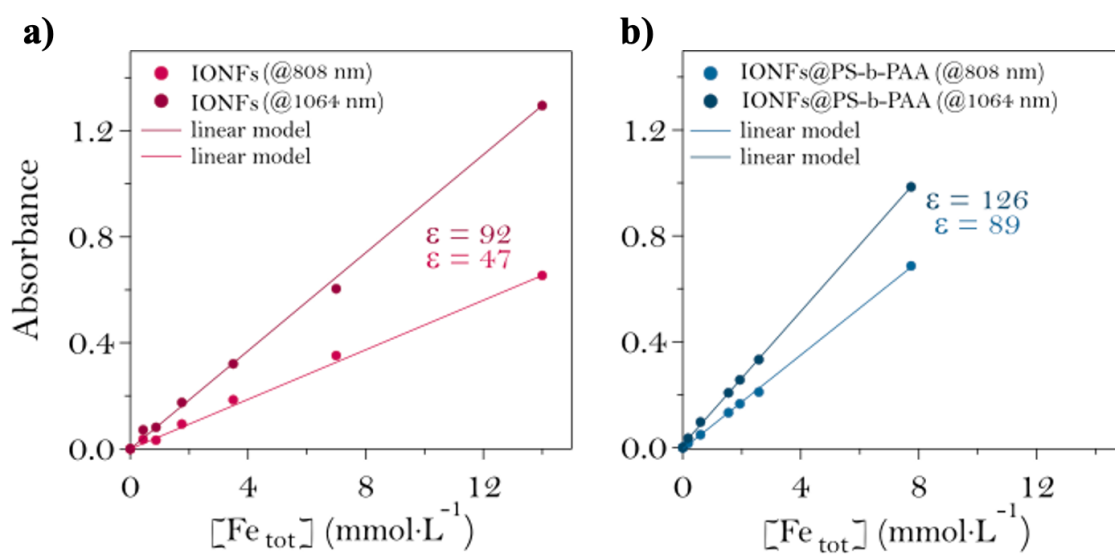 a)
IONFs (@808 nm)
IONFs (@1064 nm)
linear model
linear model
1.2
0.8
0.4
0.0
Absorbance
ε = 92
ε = 47
0 4 8 12
[Fe tot] (mmol·L⁻¹)
b)
IONFs@PS-b-PAA (@808 nm)
IONFs@PS-b-PAA (@1064 nm)
linear model
linear model
1.2
0.8
0.4
0.0
ε = 126
ε = 89
0 4 8 12
[Fe tot] (mmol·L⁻¹)